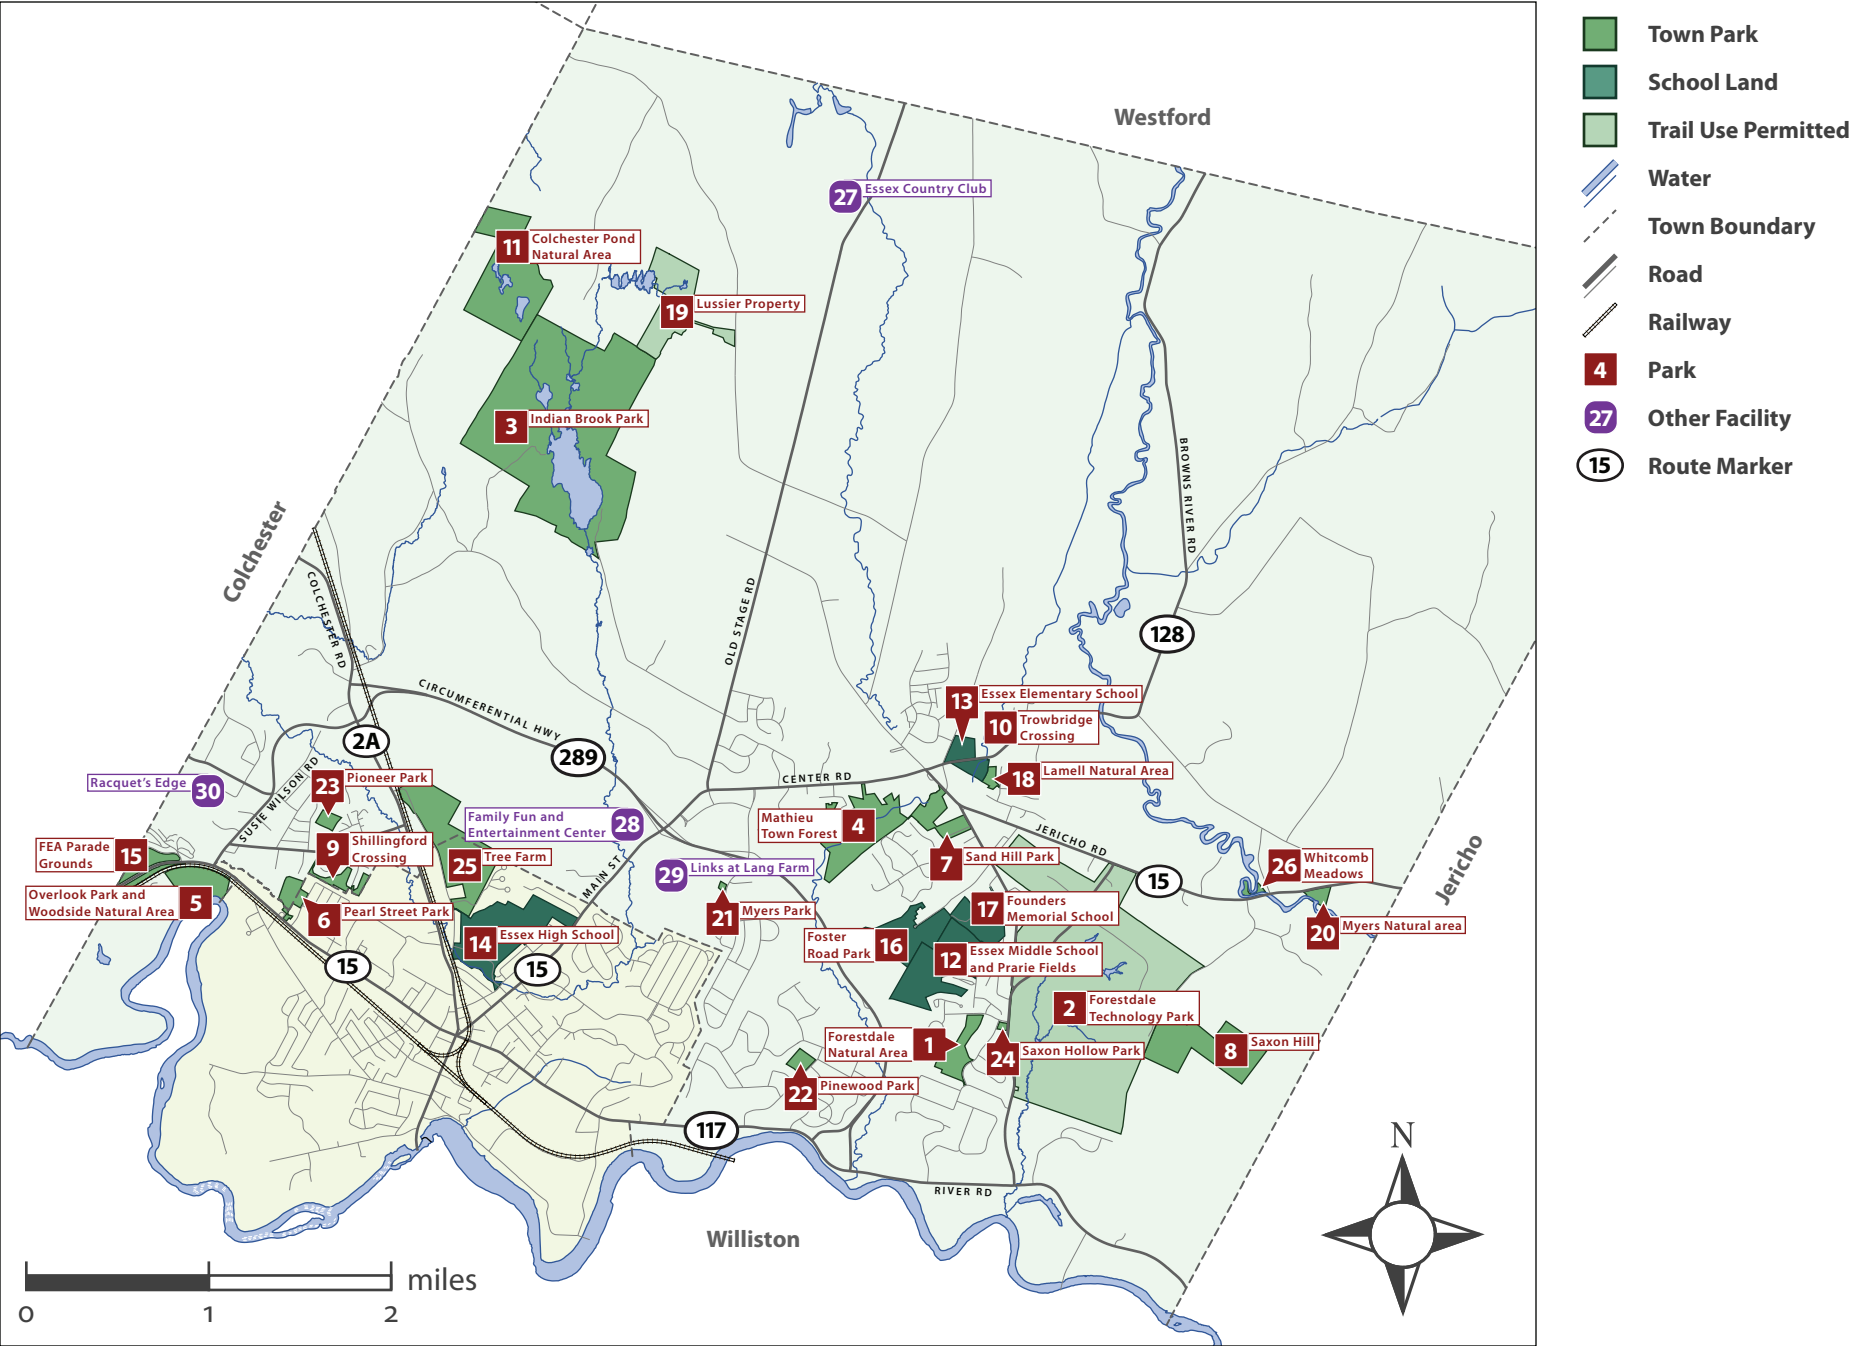 Westford
27
Essex Country Club
11
Colchester Pond
Natural Area
19
Lussier Property
3
Indian Brook Park
Colchester
COLCHESTER RD
BROWNS RIVER RD
OLD STAGE RD
128
CIRCUMFERENTIAL HWY
2A
289
13
Essex Elementary School
10
Trowbridge
Crossing
18
Lamell Natural Area
CENTER RD
Racquet's Edge
30
SUSIE WILSON RD
23
Pioneer Park
Family Fun and
Entertainment Center
28
Mathieu
Town Forest
4
JERICHO RD
FEA Parade
Grounds
15
9
Shillingford
Crossing
25
Tree Farm
MAIN ST
29
Links at Lang Farm
7
Sand Hill Park
15
26
Whitcomb
Meadows
Jericho
Overlook Park and
Woodside Natural Area
5
6
Pearl Street Park
21
Myers Park
17
Founders
Memorial School
20
Myers Natural area
14
Essex High School
Foster
Road Park
16
12
Essex Middle School
and Prarie Fields
15
15
2
Forestdale
Technology Park
Forestdale
Natural Area
1
24
Saxon Hollow Park
8
Saxon Hill
22
Pinewood Park
117
RIVER RD
Williston
N
miles
0
1
2
Town Park
School Land
Trail Use Permitted
Water
Town Boundary
Road
Railway
4
Park
27
Other Facility
15
Route Marker